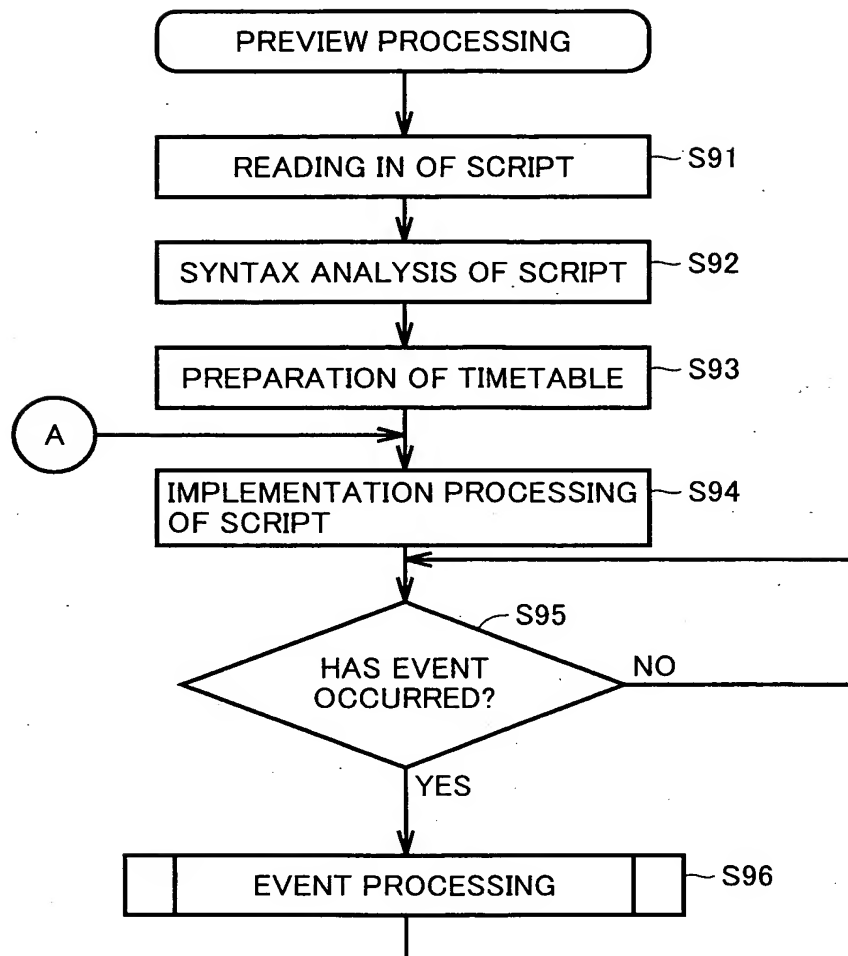 PREVIEW PROCESSING
READING IN OF SCRIPT
S91
SYNTAX ANALYSIS OF SCRIPT
S92
PREPARATION OF TIMETABLE
S93
A
IMPLEMENTATION PROCESSING
OF SCRIPT
S94
S95
HAS EVENT
OCCURRED?
NO
YES
EVENT PROCESSING
S96